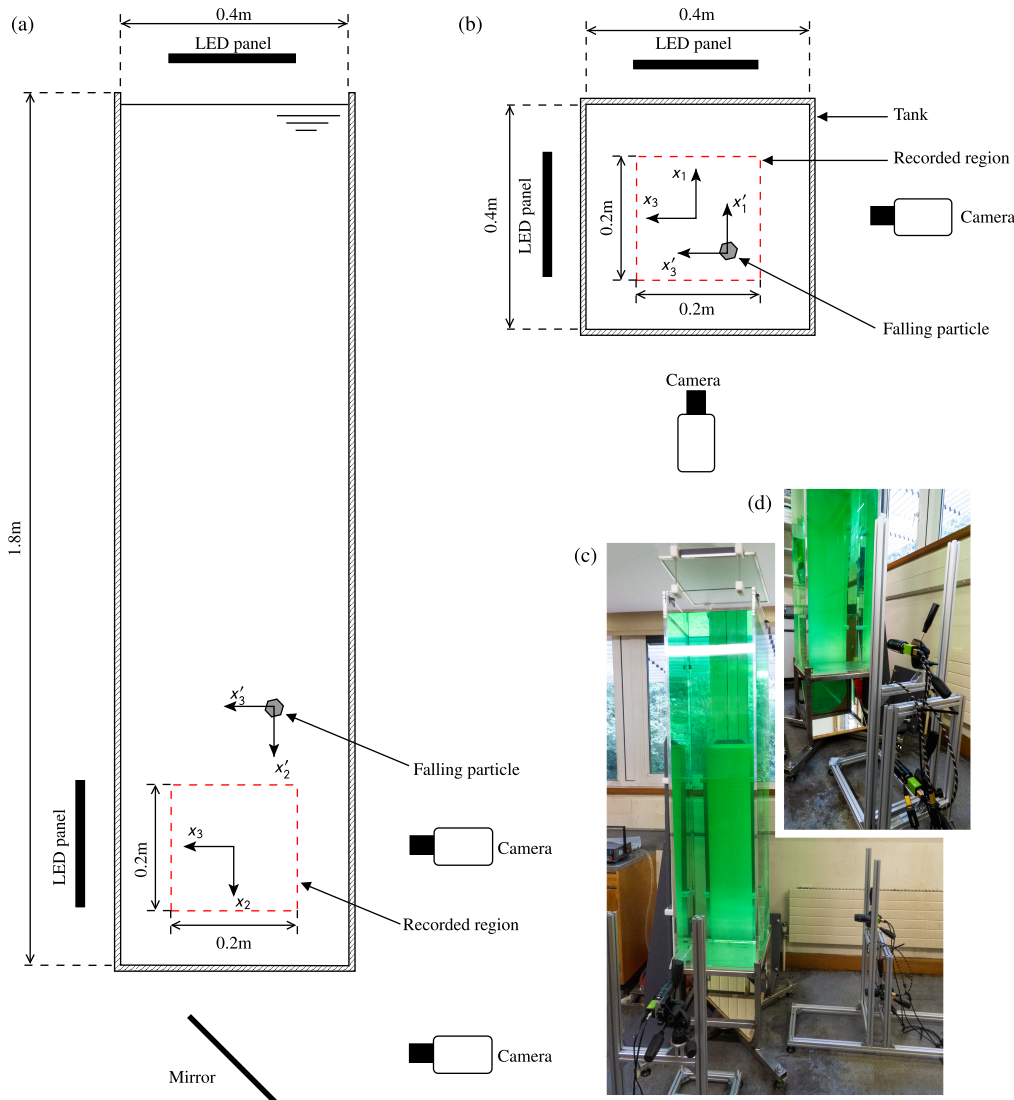 (a)
0.4m
LED panel
1.8m
x′3
x′2
Falling particle
LED panel
0.2m
x3
x2
0.2m
Camera
Recorded region
Mirror
Camera
(b)
0.4m
LED panel
Tank
Recorded region
0.4m
LED panel
0.2m
x1
x3
x′1
x′3
0.2m
Camera
Falling particle
Camera
(c)
(d)